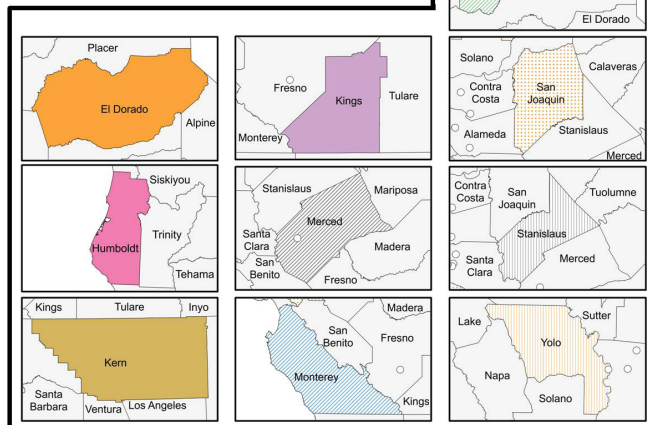 El Dorado
Placer
El Dorado
Alpine
Fresno
Kings
Tulare
Monterey
Solano
Calaveras
Contra
Costa
San
Joaquin
Alameda
Stanislaus
Merced
Siskiyou
Trinity
Humboldt
Tehama
Stanislaus
Mariposa
Merced
Santa
Clara
Madera
San
Benito
Fresno
Contra
Costa
San
Joaquin
Tuolumne
Stanislaus
Santa
Clara
Merced
Kings
Tulare
Inyo
Kern
Santa
Barbara
Ventura
Los Angeles
Madera
San
Benito
Fresno
Monterey
Kings
Lake
Sutter
Yolo
Napa
Solano